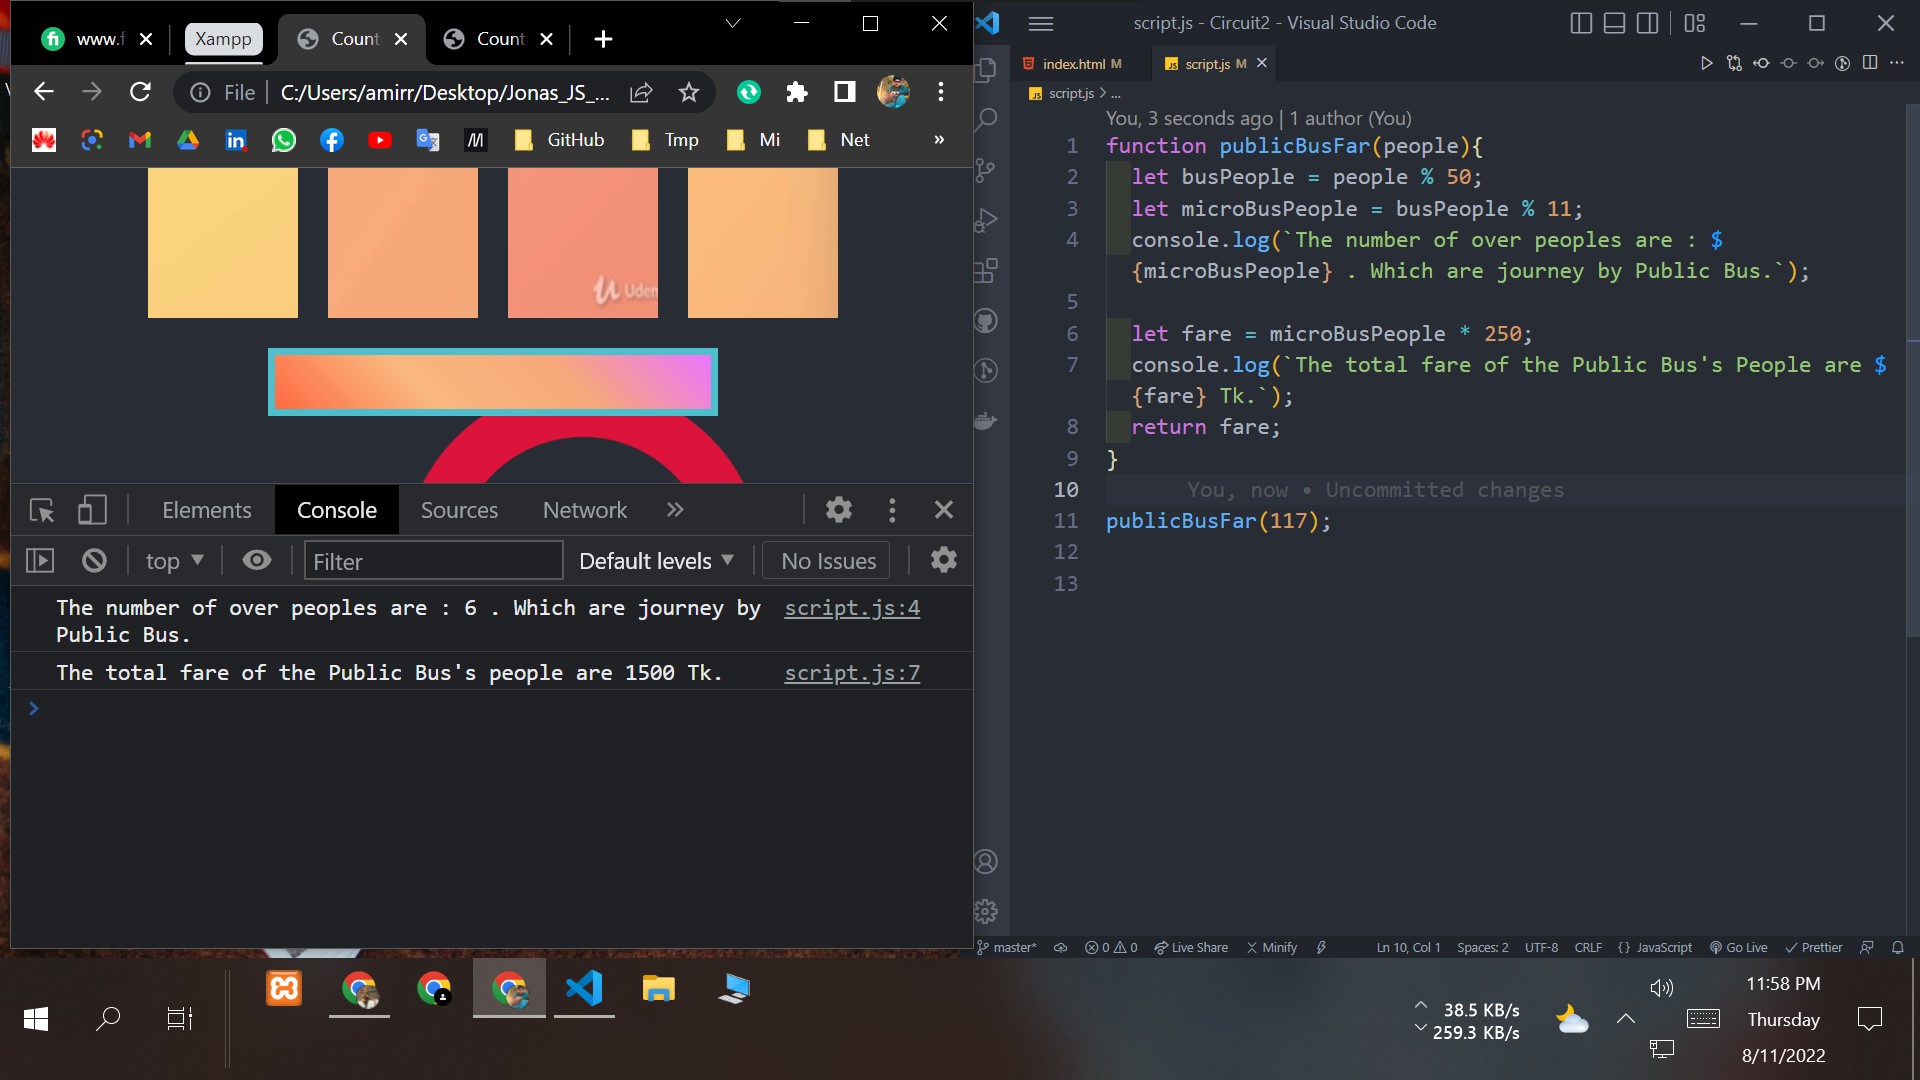 www.f
Xampp
Count
Count
File
C:/Users/amirr/Desktop/Jonas_JS_...
GitHub
Tmp
Mi
Net
»
Udem
Elements
Console
Sources
Network
»
top
Filter
Default levels
No Issues
The number of over peoples are : 6 . Which are journey by
Public Bus.
script.js:4
The total fare of the Public Bus's people are 1500 Tk.
script.js:7
script.js - Circuit2 - Visual Studio Code
index.html M
JS script.js M
JS script.js > ...
You, 3 seconds ago | 1 author (You)
1 function publicBusFar(people){
2 let busPeople = people % 50;
3 let microBusPeople = busPeople % 11;
4 console.log(`The number of over peoples are : $
{microBusPeople} . Which are journey by Public Bus.`);
5
6 let fare = microBusPeople * 250;
7 console.log(`The total fare of the Public Bus's People are $
{fare} Tk.`);
8 return fare;
9 }
10 You, now • Uncommitted changes
11 publicBusFar(117);
12
13
master*
0
0
Live Share
Minify
Ln 10, Col 1
Spaces: 2
UTF-8
CRLF
{ } JavaScript
Go Live
Prettier
38.5 KB/s
259.3 KB/s
11:58 PM
Thursday
8/11/2022